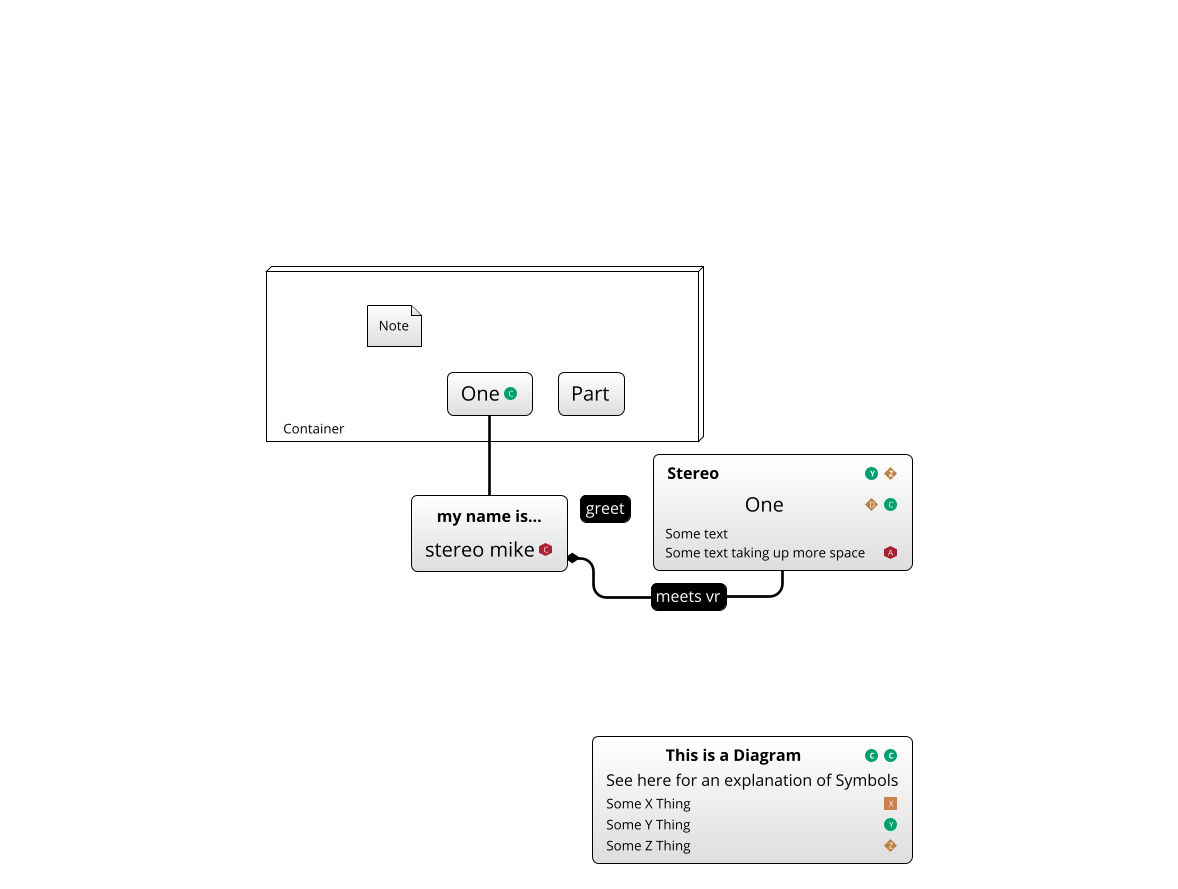 Note
One C
Part
Container
my name is...
stereo mike C
greet
Stereo Y Z
One D C
Some text
Some text taking up more space A
meets vr
This is a Diagram C C
See here for an explanation of Symbols
Some X Thing X
Some Y Thing Y
Some Z Thing Z